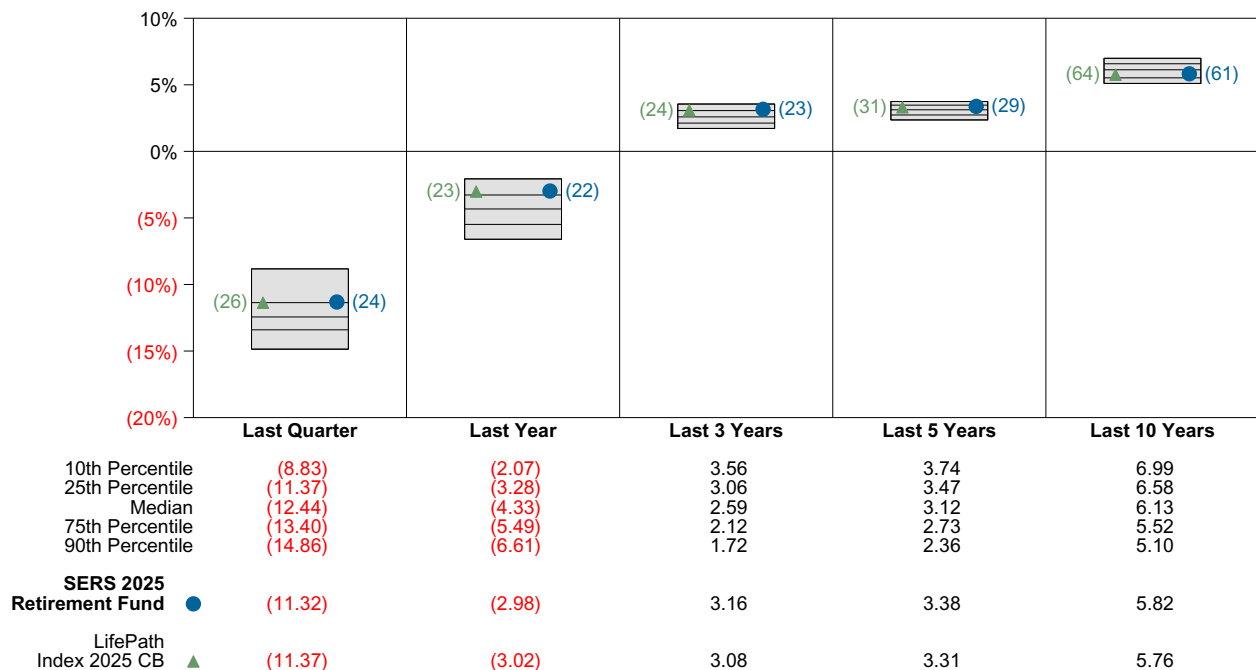 10%
5%
0%
(5%)
(10%)
(15%)
(20%)
(26) (24)
(23) (22)
(24) (23)
(31) (29)
(64) (61)
Last Quarter Last Year Last 3 Years Last 5 Years Last 10 Years
10th Percentile (8.83) (2.07) 3.56 3.74 6.99
25th Percentile (11.37) (3.28) 3.06 3.47 6.58
Median (12.44) (4.33) 2.59 3.12 6.13
75th Percentile (13.40) (5.49) 2.12 2.73 5.52
90th Percentile (14.86) (6.61) 1.72 2.36 5.10
SERS 2025
Retirement Fund (11.32) (2.98) 3.16 3.38 5.82
LifePath
Index 2025 CB (11.37) (3.02) 3.08 3.31 5.76